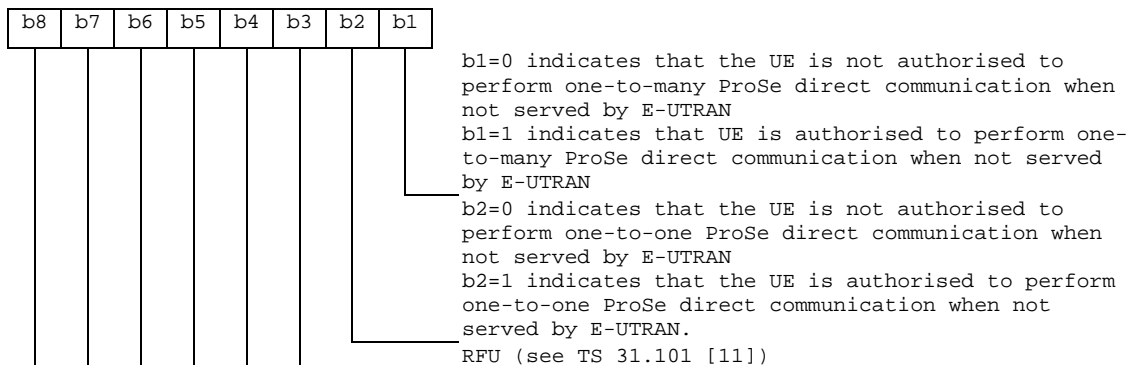 b8 b7 b6 b5 b4 b3 b2 b1
b1=0 indicates that the UE is not authorised to
perform one-to-many ProSe direct communication when
not served by E-UTRAN
b1=1 indicates that UE is authorised to perform one-
to-many ProSe direct communication when not served
by E-UTRAN
b2=0 indicates that the UE is not authorised to
perform one-to-one ProSe direct communication when
not served by E-UTRAN
b2=1 indicates that the UE is authorised to perform
one-to-one ProSe direct communication when not
served by E-UTRAN.
RFU (see TS 31.101 [11])